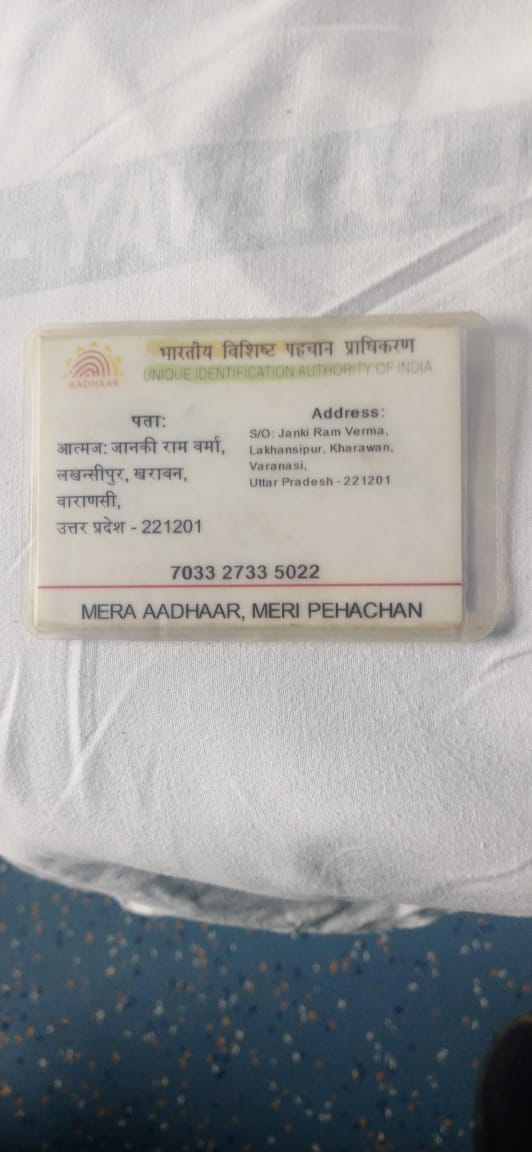 भारतीय विशिष्ट पहचान प्राधिकरण
AADHAAR
UNIQUE IDENTIFICATION AUTHORITY OF INDIA
पता:
आत्मज: जानकी राम वर्मा,
लखन्सीपुर, खरावन,
वाराणसी,
उत्तर प्रदेश - 221201
Address:
S/O: Janki Ram Verma,
Lakhansipur, Kharawan,
Varanasi,
Uttar Pradesh - 221201
7033 2733 5022
MERA AADHAAR, MERI PEHACHAN